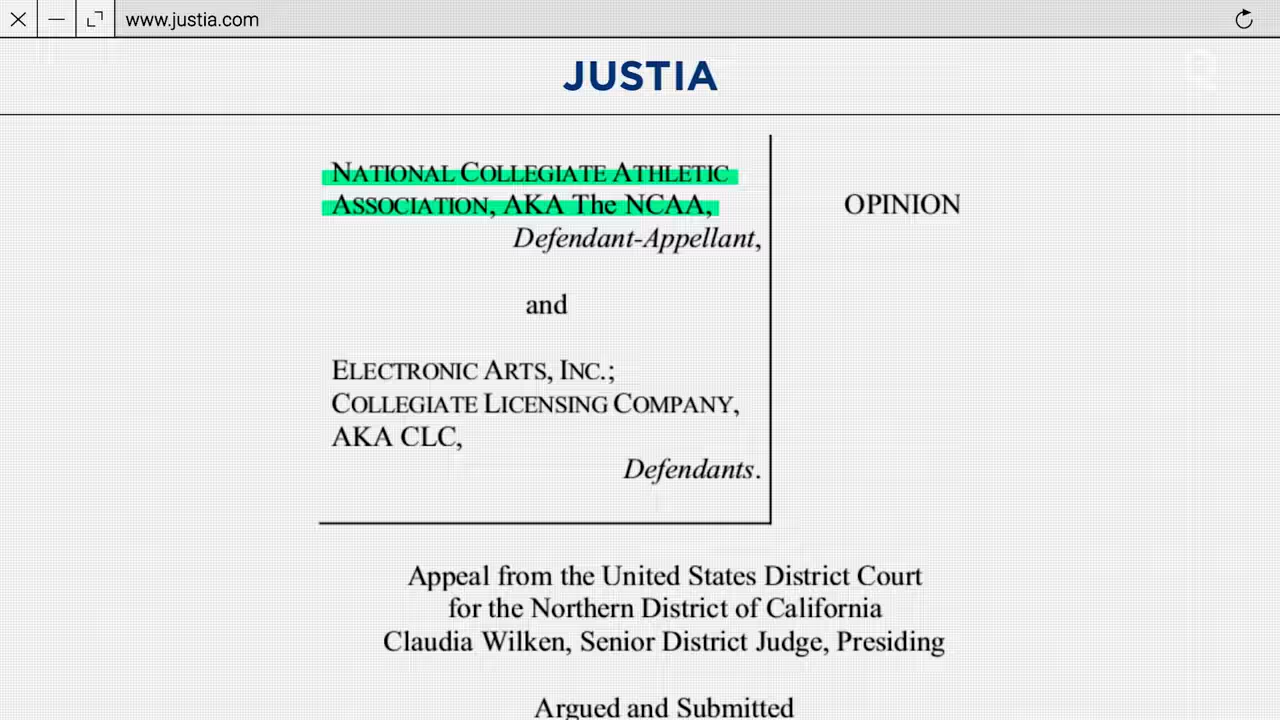 www.justia.com
JUSTIA
NATIONAL COLLEGIATE ATHLETIC
ASSOCIATION, AKA The NCAA,
OPINION
Defendant-Appellant,
and
ELECTRONIC ARTS, INC.;
COLLEGIATE LICENSING COMPANY,
AKA CLC,
Defendants.
Appeal from the United States District Court
for the Northern District of California
Claudia Wilken, Senior District Judge, Presiding
Argued and Submitted